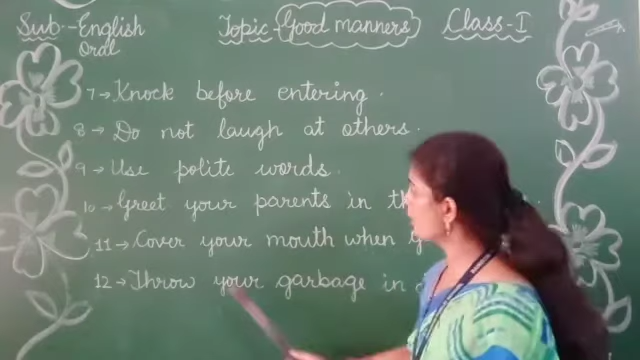 Sub:-English Topic-Good manners Class-I
Oral
7→Knock before entering.
8→Do not laugh at others.
9→Use polite words.
10→Greet your parents in
11→Cover your mouth when
12→Throw your garbage in